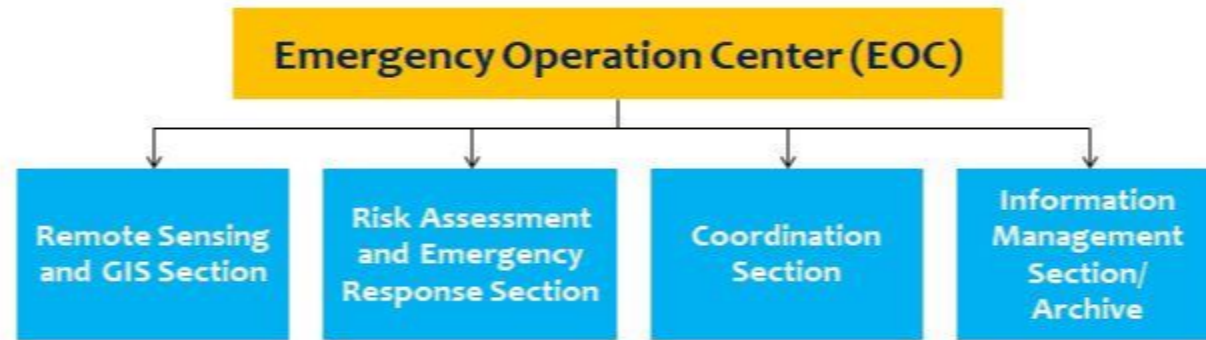 Emergency Operation Center (EOC)
Remote Sensing
and GIS Section
Risk Assessment
and Emergency
Response Section
Coordination
Section
Information
Management
Section/
Archive